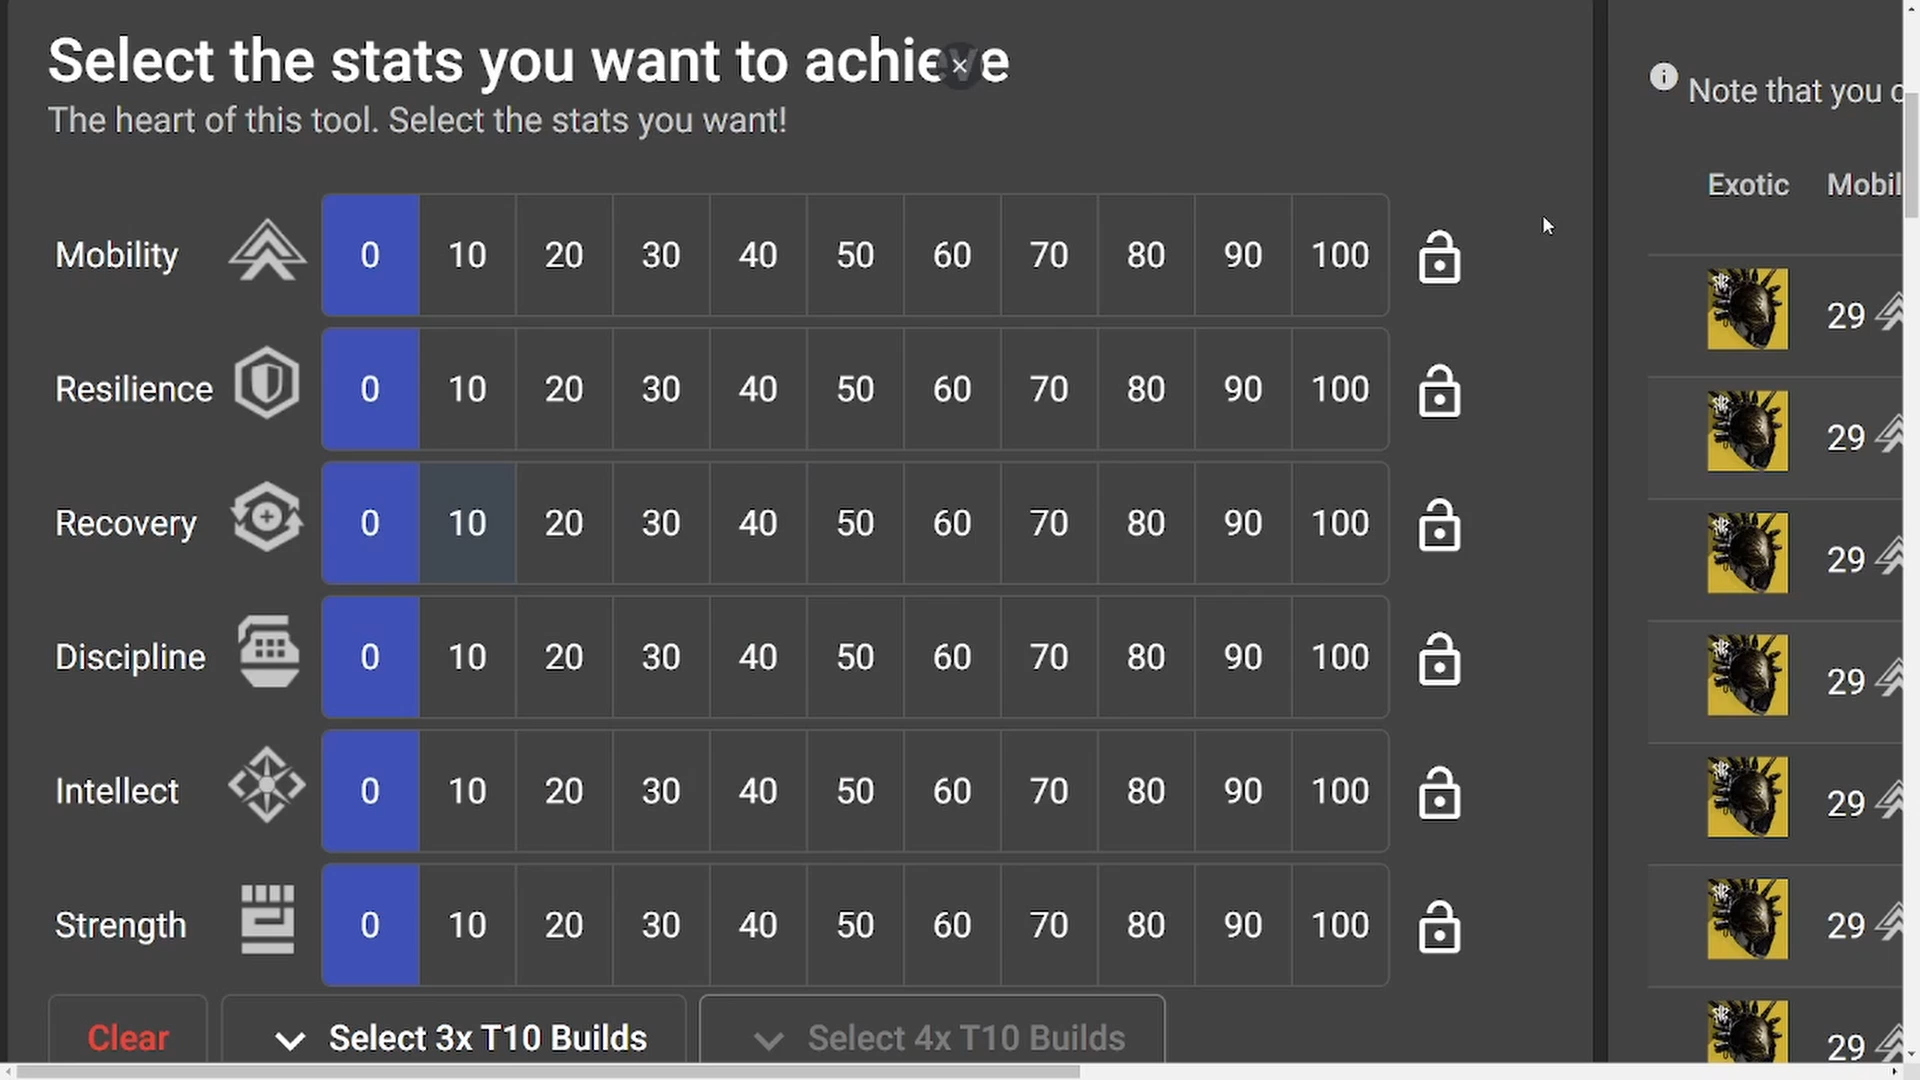 Select the stats you want to achieve
The heart of this tool. Select the stats you want!
Mobility 0 10 20 30 40 50 60 70 80 90 100
Resilience 0 10 20 30 40 50 60 70 80 90 100
Recovery 0 10 20 30 40 50 60 70 80 90 100
Discipline 0 10 20 30 40 50 60 70 80 90 100
Intellect 0 10 20 30 40 50 60 70 80 90 100
Strength 0 10 20 30 40 50 60 70 80 90 100
Clear Select 3x T10 Builds Select 4x T10 Builds
Note that you c
Exotic Mobil
29
29
29
29
29
29
29